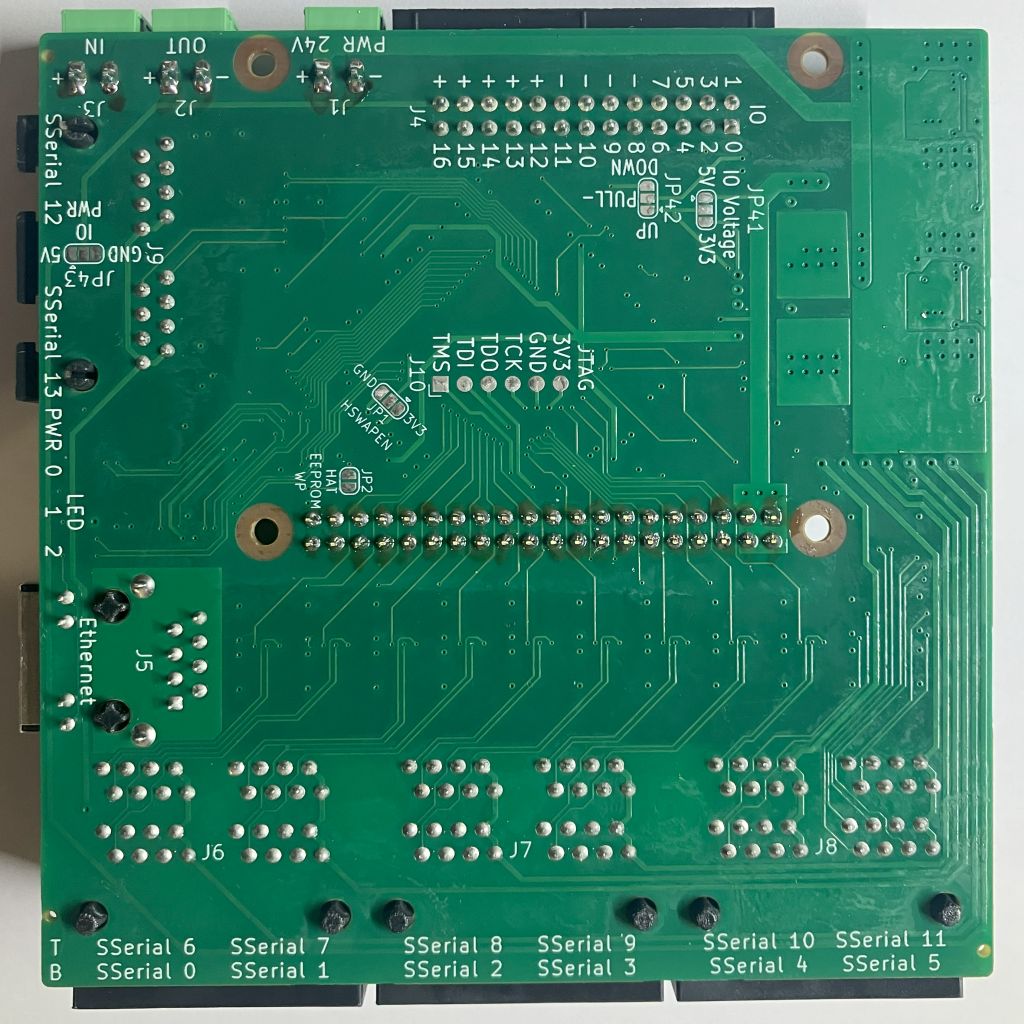 IN
OUT
PWR 24V
+
J3
+ −
J2
+ −
J1
+ + + + + − − − − 7 5 3 1
J4
IO
16 15 14 13 12 11 10 9 8 6 4 2 0
SSerial 12
PWR
IO
5V GND
JP43
J9
DOWN
PULL-
UP
JP42
5V
3V3
IO Voltage
JP41
SSerial 13
PWR 0 1 2
LED
JTAG
TMS
TDI
TDO
TCK
GND
3V3
J10
GND
3V3
JP1
HSWAPEN
JP2
HAT
EEPROM
WP
Ethernet
J5
J6
J7
J8
T SSerial 6 SSerial 7 SSerial 8 SSerial 9 SSerial 10 SSerial 11
B SSerial 0 SSerial 1 SSerial 2 SSerial 3 SSerial 4 SSerial 5